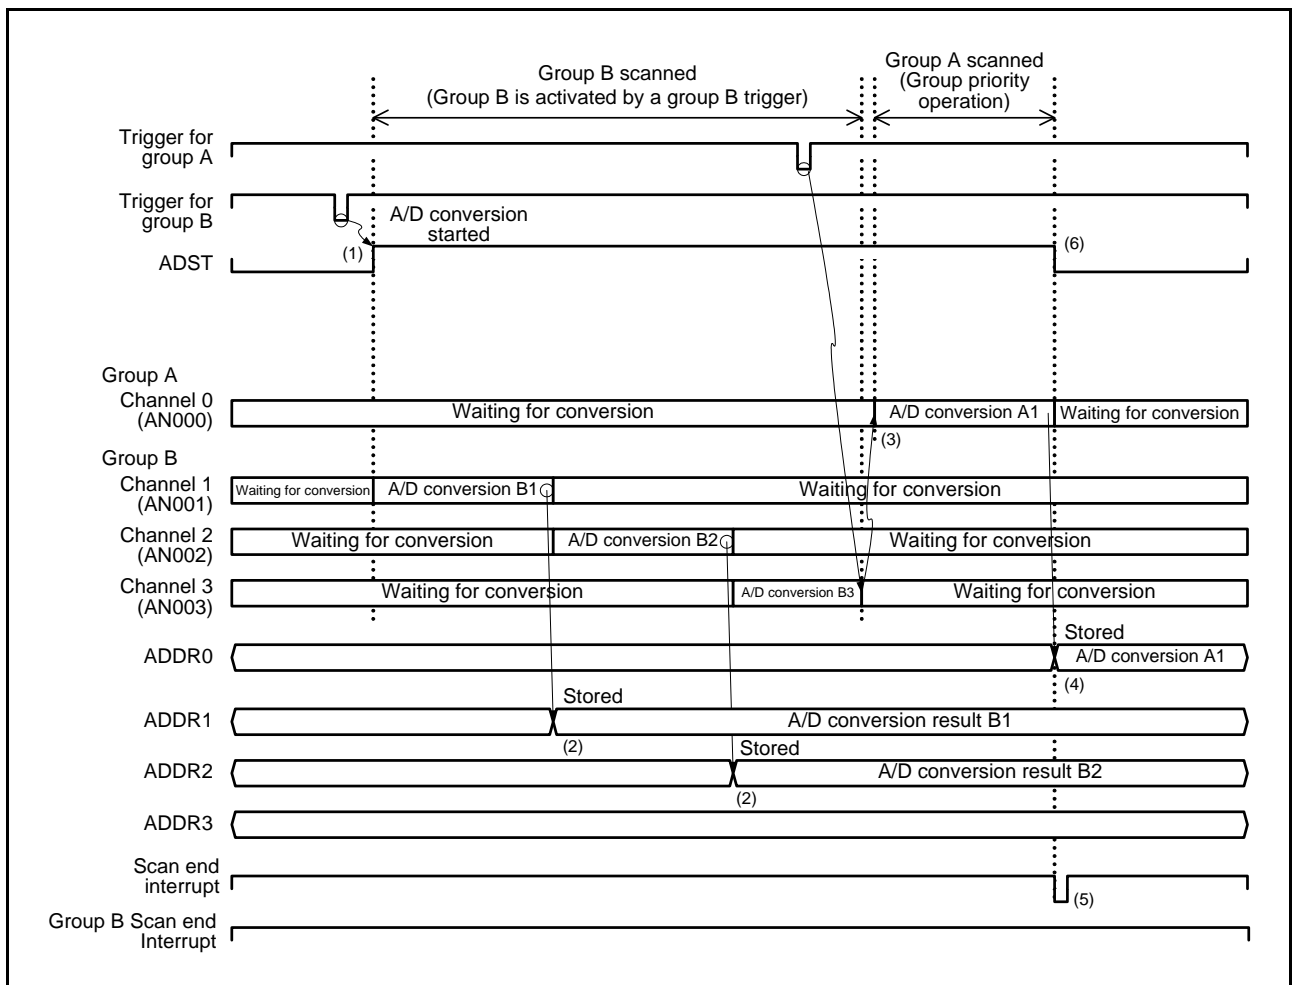 Group B scanned
(Group B is activated by a group B trigger)
Group A scanned
(Group priority
operation)
Trigger for
group A
Trigger for
group B
A/D conversion
started
ADST
(1)
(6)
Group A
Channel 0
(AN000)
Waiting for conversion
A/D conversion A1
Waiting for conversion
(3)
Group B
Channel 1
(AN001)
Waiting for conversion
A/D conversion B1
Waiting for conversion
Channel 2
(AN002)
Waiting for conversion
A/D conversion B2
Waiting for conversion
Channel 3
(AN003)
Waiting for conversion
A/D conversion B3
Waiting for conversion
ADDR0
Stored
A/D conversion A1
(4)
ADDR1
Stored
A/D conversion result B1
(2)
ADDR2
Stored
A/D conversion result B2
(2)
ADDR3
Scan end
interrupt
(5)
Group B Scan end
Interrupt